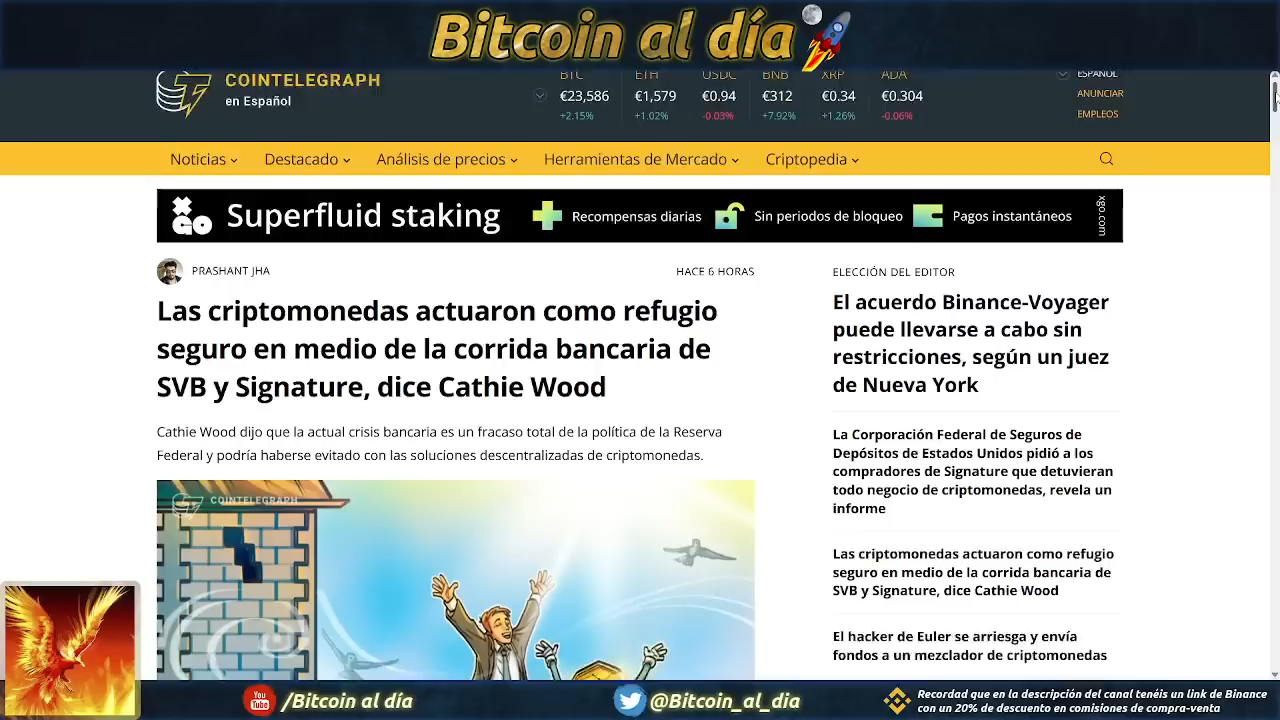 Bitcoin al día
COINTELEGRAPH
en Español
BTC ETH USDC BNB XRP ADA
€23,586 €1,579 €0.94 €312 €0.34 €0.304
+2.15% +1.02% -0.03% +7.92% +1.26% -0.06%
ESPAÑOL
ANUNCIAR
EMPLEOS
Noticias Destacado Análisis de precios Herramientas de Mercado Criptopedia
xgo Superfluid staking Recompensas diarias Sin periodos de bloqueo Pagos instantáneos xgo.com
PRASHANT JHA HACE 6 HORAS
Las criptomonedas actuaron como refugio
seguro en medio de la corrida bancaria de
SVB y Signature, dice Cathie Wood
Cathie Wood dijo que la actual crisis bancaria es un fracaso total de la política de la Reserva
Federal y podría haberse evitado con las soluciones descentralizadas de criptomonedas.
COINTELEGRAPH
ELECCIÓN DEL EDITOR
El acuerdo Binance-Voyager
puede llevarse a cabo sin
restricciones, según un juez
de Nueva York
La Corporación Federal de Seguros de
Depósitos de Estados Unidos pidió a los
compradores de Signature que detuvieran
todo negocio de criptomonedas, revela un
informe
Las criptomonedas actuaron como refugio
seguro en medio de la corrida bancaria de
SVB y Signature, dice Cathie Wood
El hacker de Euler se arriesga y envía
fondos a un mezclador de criptomonedas
You Tube /Bitcoin al día
@Bitcoin_al_dia
Recordad que en la descripción del canal tenéis un link de Binance
con un 20% de descuento en comisiones de compra-venta